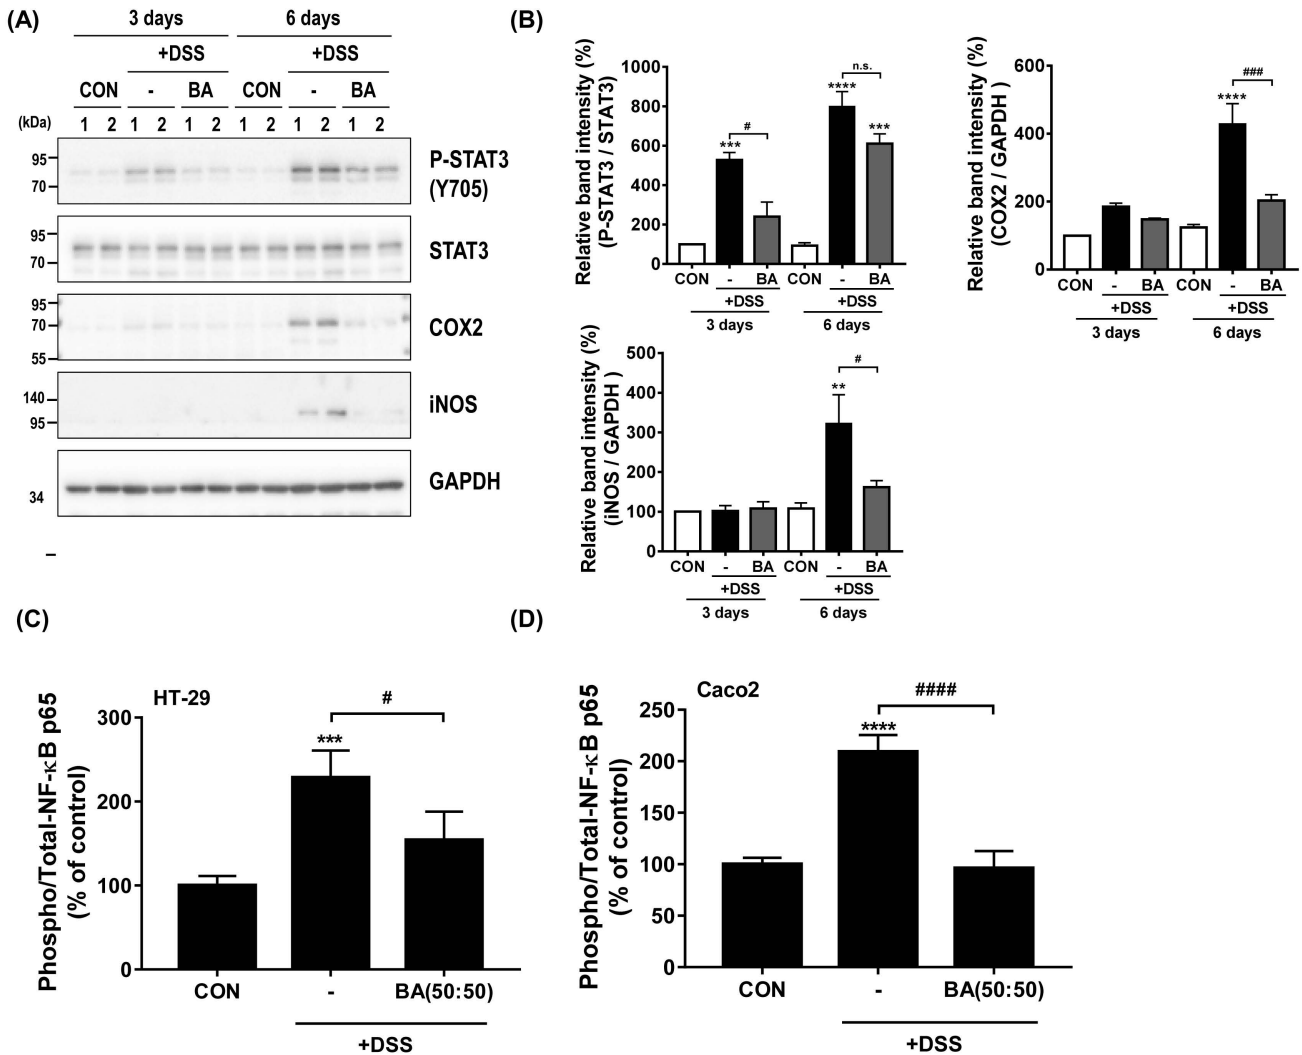 (A)
3 days 6 days
+DSS +DSS
CON - BA CON - BA
(kDa) 1 2 1 2 1 2 1 2 1 2 1 2
95
70
P-STAT3
(Y705)
95
70
STAT3
95
70
55
COX2
140
95
iNOS
34
GAPDH
(B)
Relative band intensity (%)
(P-STAT3 / STAT3)
1000
800
600
400
200
0
*** # **** n.s. ***
CON - BA CON - BA
+DSS +DSS
3 days 6 days
Relative band intensity (%)
(COX2 / GAPDH )
600
400
200
0
**** ###
CON - BA CON - BA
+DSS +DSS
3 days 6 days
Relative band intensity (%)
(iNOS / GAPDH )
500
400
300
200
100
0
** #
CON - BA CON - BA
+DSS +DSS
3 days 6 days
(C)
HT-29
Phospho/Total-NF-κB p65
(% of control)
300
200
100
0
*** #
CON - BA(50:50)
+DSS
(D)
Caco2
Phospho/Total-NF-κB p65
(% of control)
250
200
150
100
50
0
**** ####
CON - BA(50:50)
+DSS